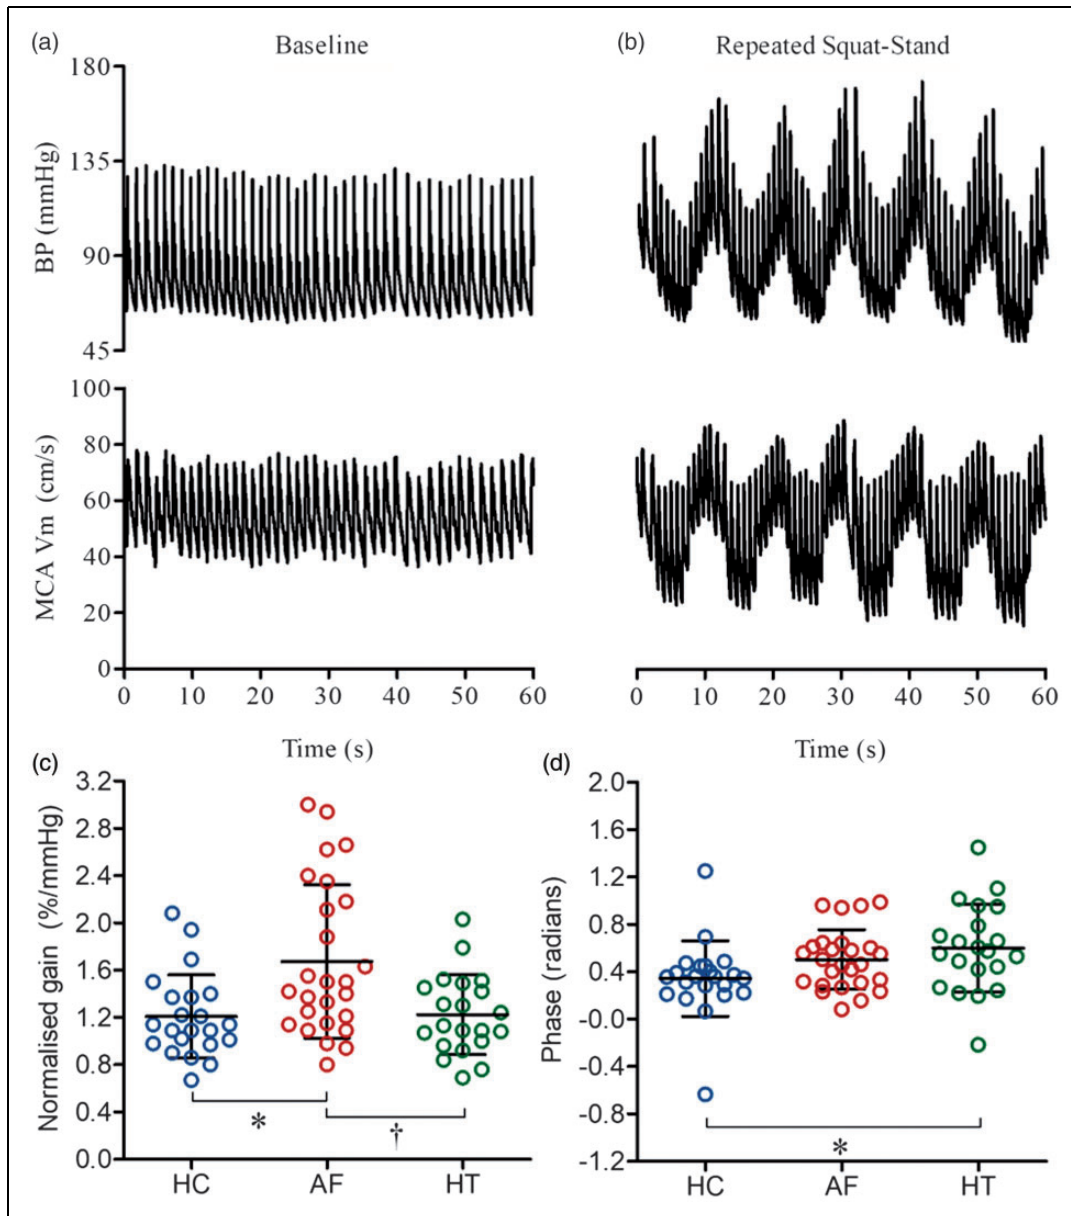 (a) Baseline
(b) Repeated Squat-Stand
BP (mmHg)
180
135
90
45
MCA Vm (cm/s)
100
80
60
40
20
0
0 10 20 30 40 50 60
0 10 20 30 40 50 60
Time (s)
Time (s)
(c)
Normalised gain (%/mmHg)
3.2
2.8
2.4
2.0
1.6
1.2
0.8
0.4
0.0
* †
HC AF HT
(d)
Phase (radians)
2.0
1.6
1.2
0.8
0.4
-0.0
-0.4
-0.8
-1.2
*
HC AF HT